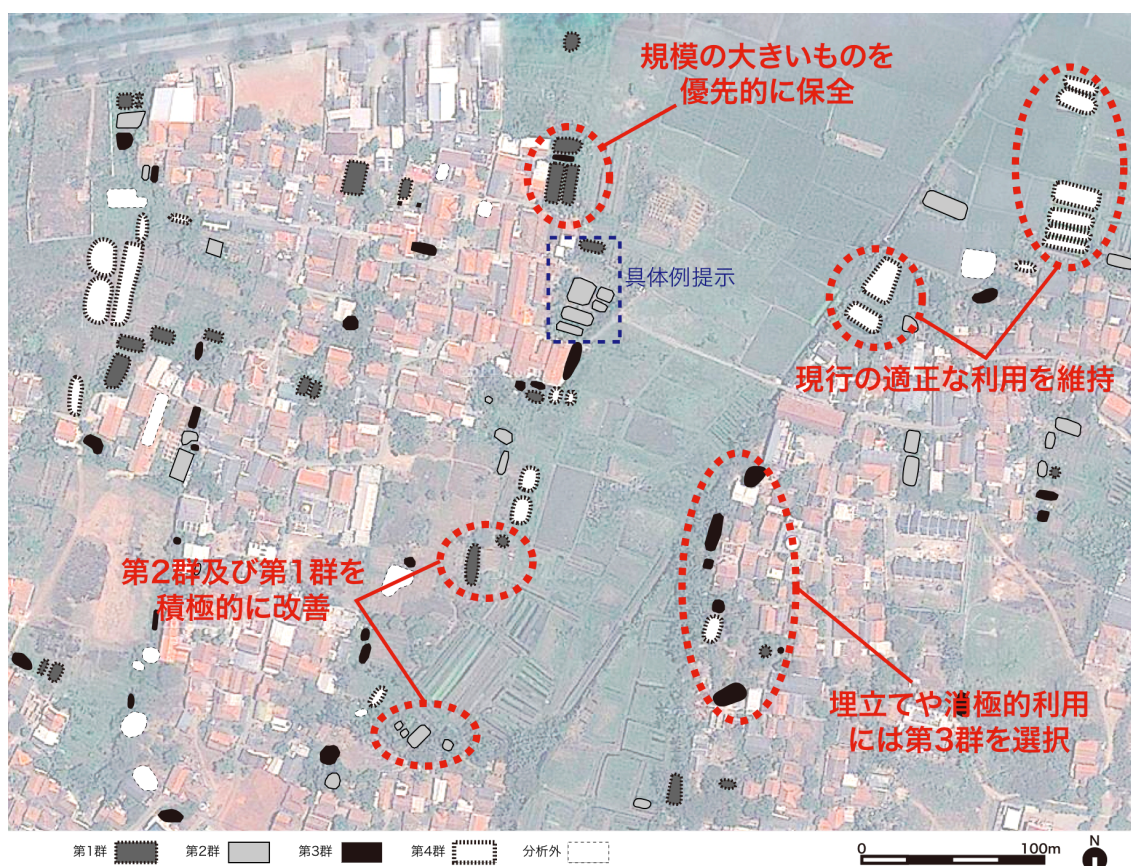 規模の大きいものを
優先的に保全
具体例提示
現行の適正な利用を維持
第2群及び第1群を
積極的に改善
埋立てや消極的利用
には第3群を選択
第1群
第2群
第3群
第4群
分析外
0
100m
N